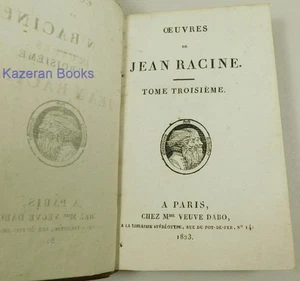 Kazeran Books
ŒUVRES
DE
JEAN RACINE.
TOME TROISIÈME.
A PARIS,
CHEZ Mme VEUVE DABO,
A LA LIBRAIRIE STÉRÉOTYPE, RUE DU POT-DE-FER, N° 14.
1823.